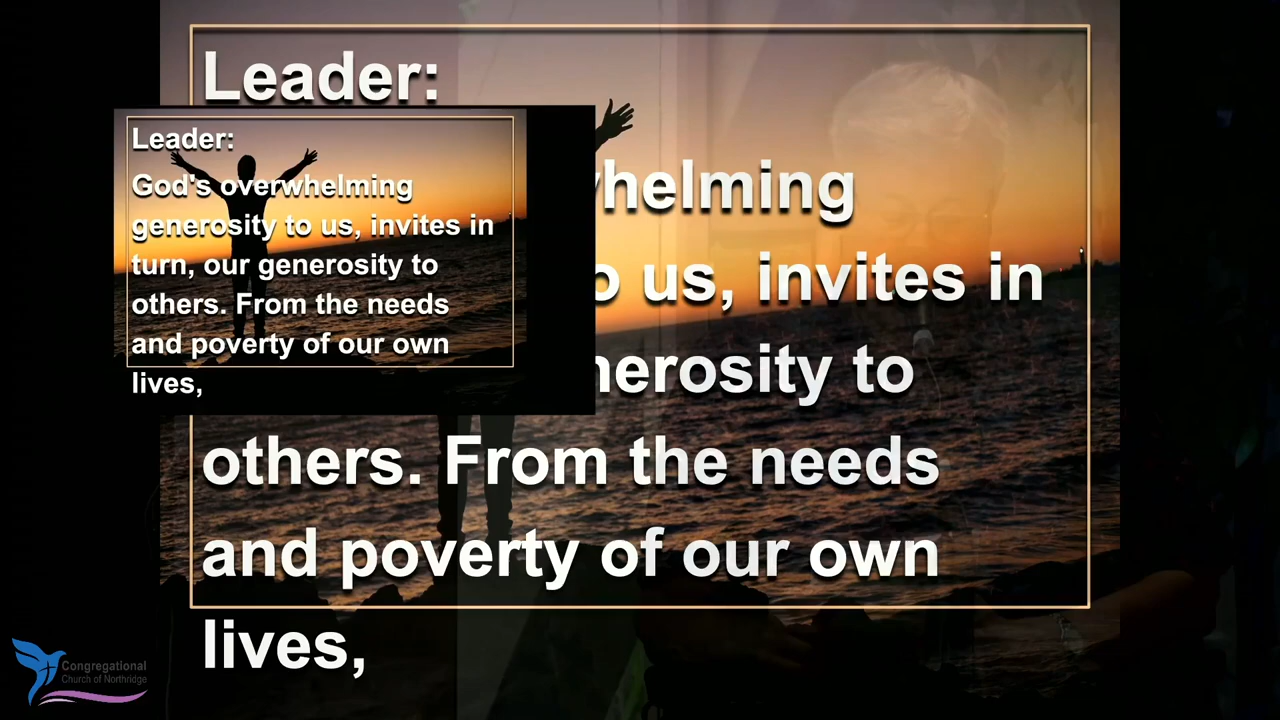 Leader:
Leader:
God's overwhelming
generosity to us, invites in
turn, our generosity to
others. From the needs
and poverty of our own
lives,
helming
to us, invites in
nerosity to
others. From the needs
and poverty of our own
lives,
Congregational
Church of Northridge